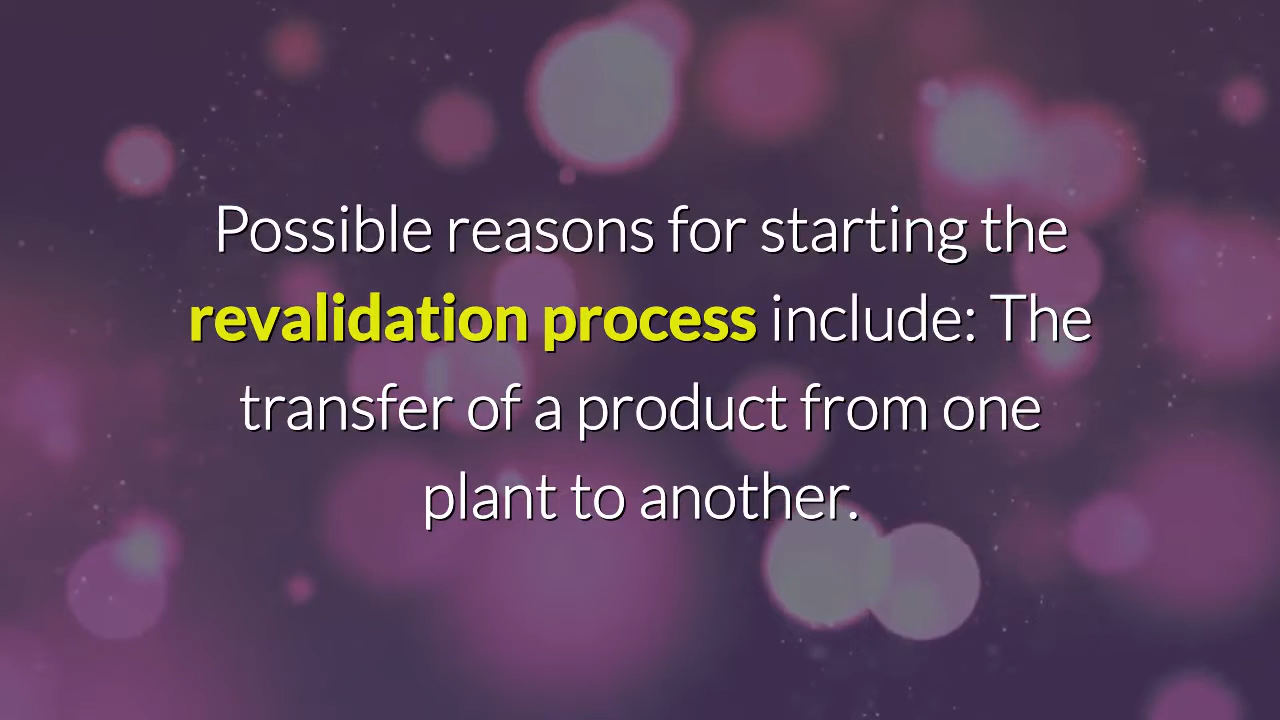 Possible reasons for starting the
revalidation process include: The
transfer of a product from one
plant to another.